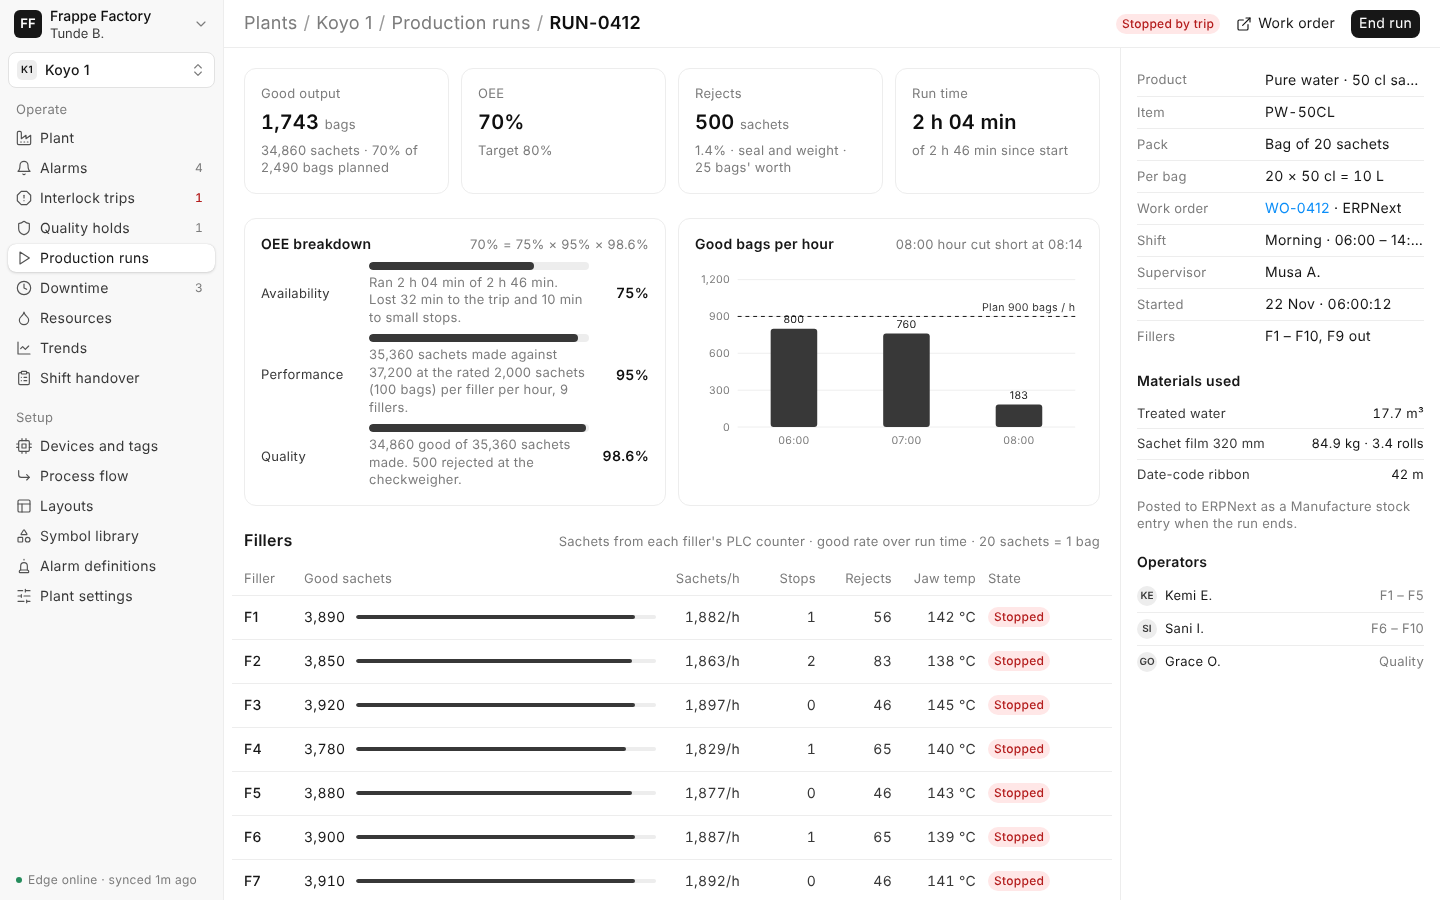 FF
Frappe Factory
Tunde B.
K1 Koyo 1
Operate
Plant
Alarms 4
Interlock trips 1
Quality holds 1
Production runs
Downtime 3
Resources
Trends
Shift handover
Setup
Devices and tags
Process flow
Layouts
Symbol library
Alarm definitions
Plant settings
Edge online · synced 1m ago
Plants / Koyo 1 / Production runs / RUN-0412
Stopped by trip
Work order
End run
Good output
1,743 bags
34,860 sachets · 70% of
2,490 bags planned
OEE
70%
Target 80%
Rejects
500 sachets
1.4% · seal and weight ·
25 bags' worth
Run time
2 h 04 min
of 2 h 46 min since start
OEE breakdown
70% = 75% × 95% × 98.6%
Availability
Ran 2 h 04 min of 2 h 46 min.
Lost 32 min to the trip and 10 min
to small stops.
75%
Performance
35,360 sachets made against
37,200 at the rated 2,000 sachets
(100 bags) per filler per hour, 9
fillers.
95%
Quality
34,860 good of 35,360 sachets
made. 500 rejected at the
checkweigher.
98.6%
Good bags per hour
08:00 hour cut short at 08:14
1,200
Plan 900 bags / h
900
800
760
600
300
183
0
06:00 07:00 08:00
Fillers
Sachets from each filler's PLC counter · good rate over run time · 20 sachets = 1 bag
Filler Good sachets Sachets/h Stops Rejects Jaw temp State
F1 3,890 1,882/h 1 56 142 °C Stopped
F2 3,850 1,863/h 2 83 138 °C Stopped
F3 3,920 1,897/h 0 46 145 °C Stopped
F4 3,780 1,829/h 1 65 140 °C Stopped
F5 3,880 1,877/h 0 46 143 °C Stopped
F6 3,900 1,887/h 1 65 139 °C Stopped
F7 3,910 1,892/h 0 46 141 °C Stopped
Product Pure water · 50 cl sa...
Item PW-50CL
Pack Bag of 20 sachets
Per bag 20 × 50 cl = 10 L
Work order WO-0412 · ERPNext
Shift Morning · 06:00 – 14:...
Supervisor Musa A.
Started 22 Nov · 06:00:12
Fillers F1 – F10, F9 out
Materials used
Treated water 17.7 m³
Sachet film 320 mm 84.9 kg · 3.4 rolls
Date-code ribbon 42 m
Posted to ERPNext as a Manufacture stock
entry when the run ends.
Operators
KE Kemi E. F1 – F5
SI Sani I. F6 – F10
GO Grace O. Quality